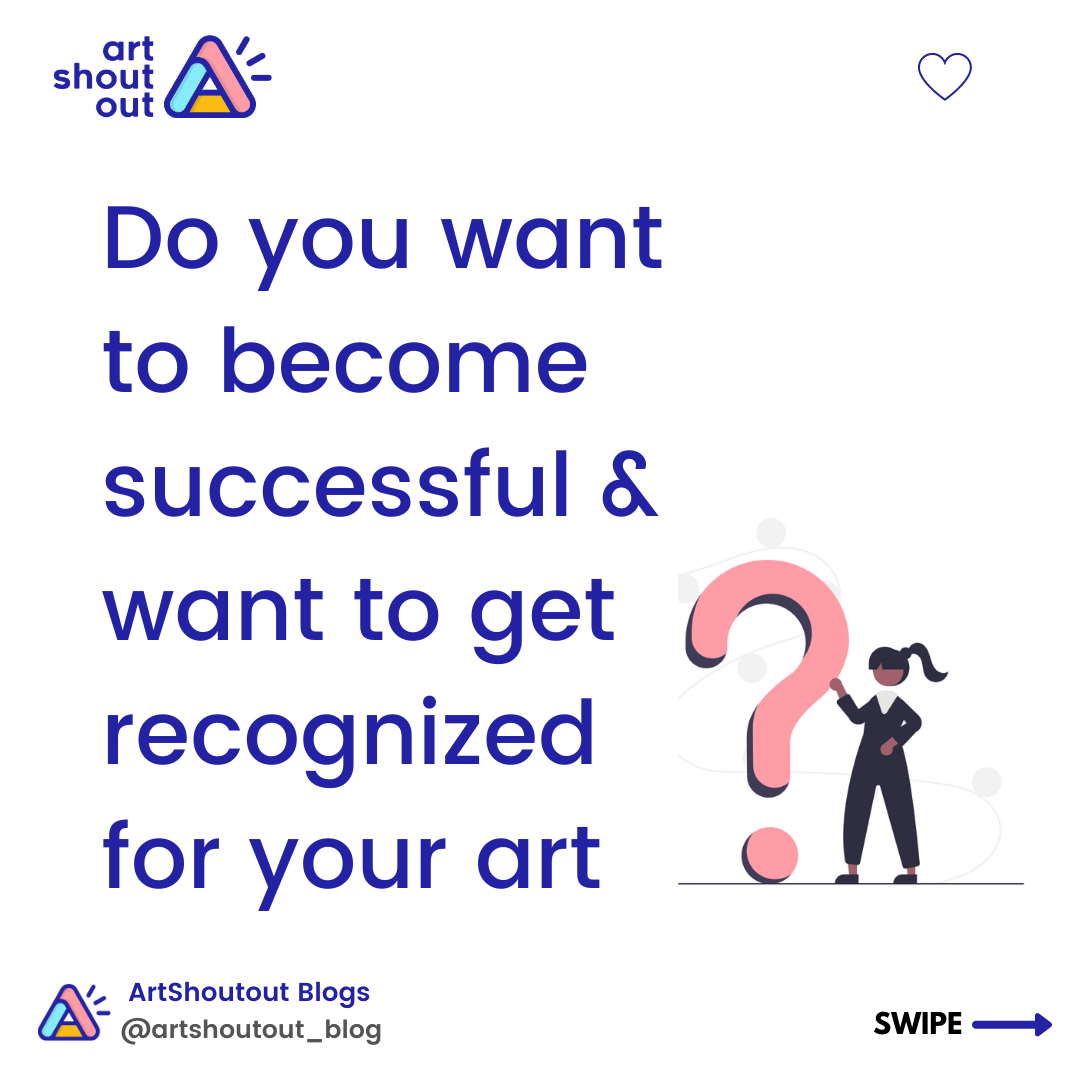 art
shout
out
Do you want
to become
successful &
want to get
recognized
for your art
?
ArtShoutout Blogs
@artshoutout_blog
SWIPE